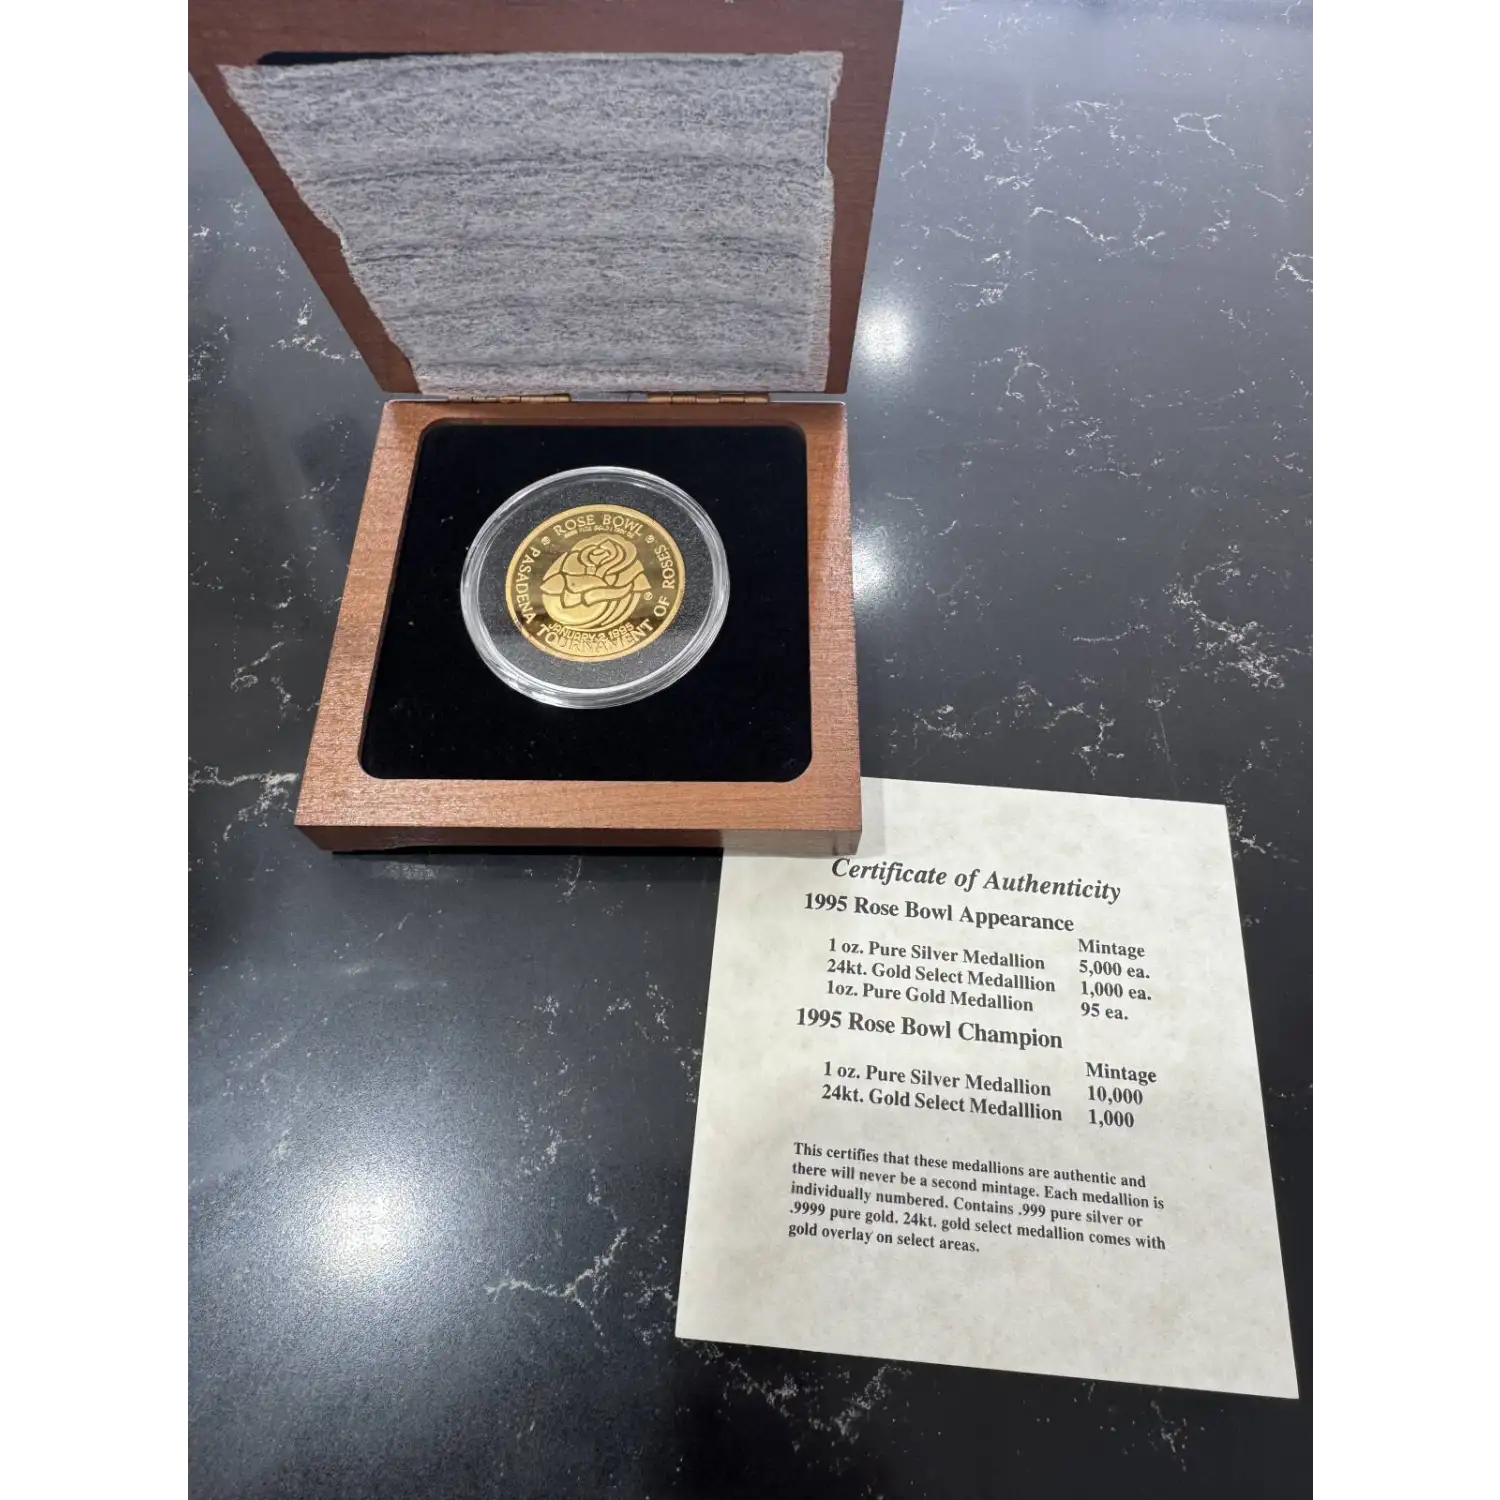 ROSE BOWL
PASADENA TOURNAMENT OF ROSES
JANUARY 2, 1995
Certificate of Authenticity
1995 Rose Bowl Appearance
Mintage
1 oz. Pure Silver Medallion 5,000 ea.
24kt. Gold Select Medalllion 1,000 ea.
1oz. Pure Gold Medallion 95 ea.
1995 Rose Bowl Champion
Mintage
1 oz. Pure Silver Medallion 10,000
24kt. Gold Select Medalllion 1,000
This certifies that these medallions are authentic and
there will never be a second mintage. Each medallion is
individually numbered. Contains .999 pure silver or
.9999 pure gold. 24kt. gold select medallion comes with
gold overlay on select areas.